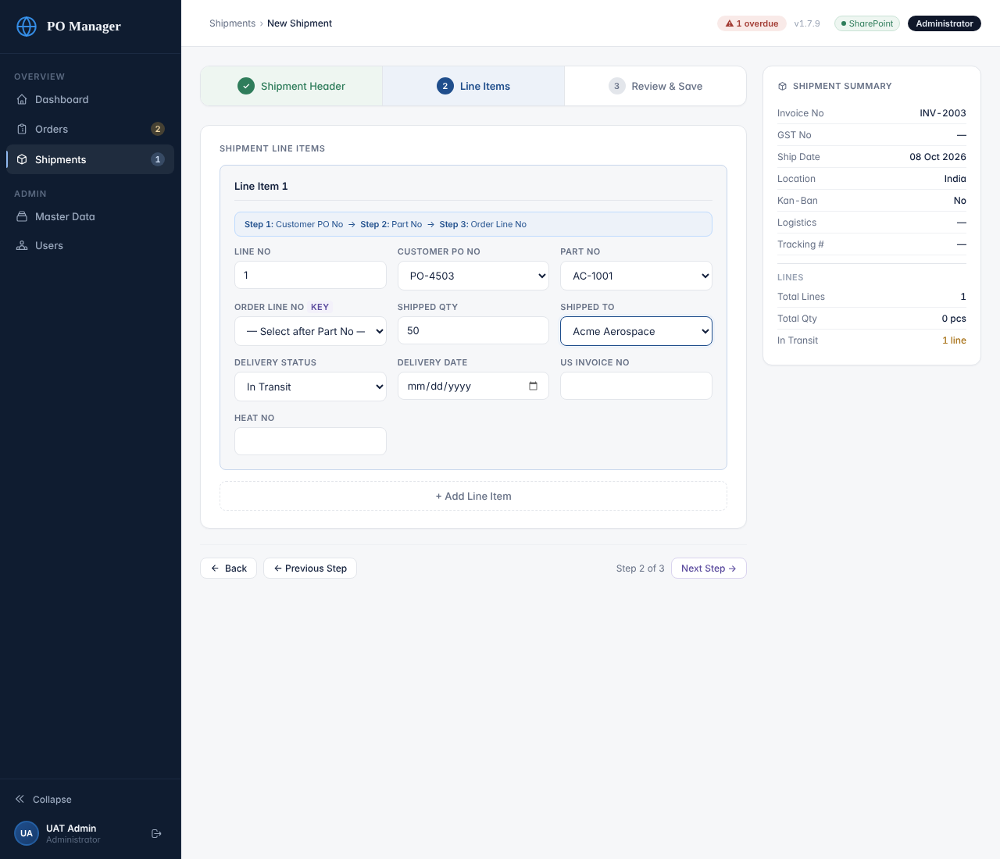 PO Manager
OVERVIEW
Dashboard
Orders 2
Shipments 1
ADMIN
Master Data
Users
Collapse
UA UAT Admin
Administrator
Shipments › New Shipment
1 overdue v1.7.9 SharePoint Administrator
Shipment Header 2 Line Items 3 Review & Save
SHIPMENT LINE ITEMS
Line Item 1
Step 1: Customer PO No → Step 2: Part No → Step 3: Order Line No
LINE NO CUSTOMER PO NO PART NO
1 PO-4503 AC-1001
ORDER LINE NO KEY SHIPPED QTY SHIPPED TO
— Select after Part No — 50 Acme Aerospace
DELIVERY STATUS DELIVERY DATE US INVOICE NO
In Transit mm/dd/yyyy
HEAT NO
+ Add Line Item
← Back ← Previous Step Step 2 of 3 Next Step →
SHIPMENT SUMMARY
Invoice No INV-2003
GST No —
Ship Date 08 Oct 2026
Location India
Kan-Ban No
Logistics —
Tracking # —
LINES
Total Lines 1
Total Qty 0 pcs
In Transit 1 line